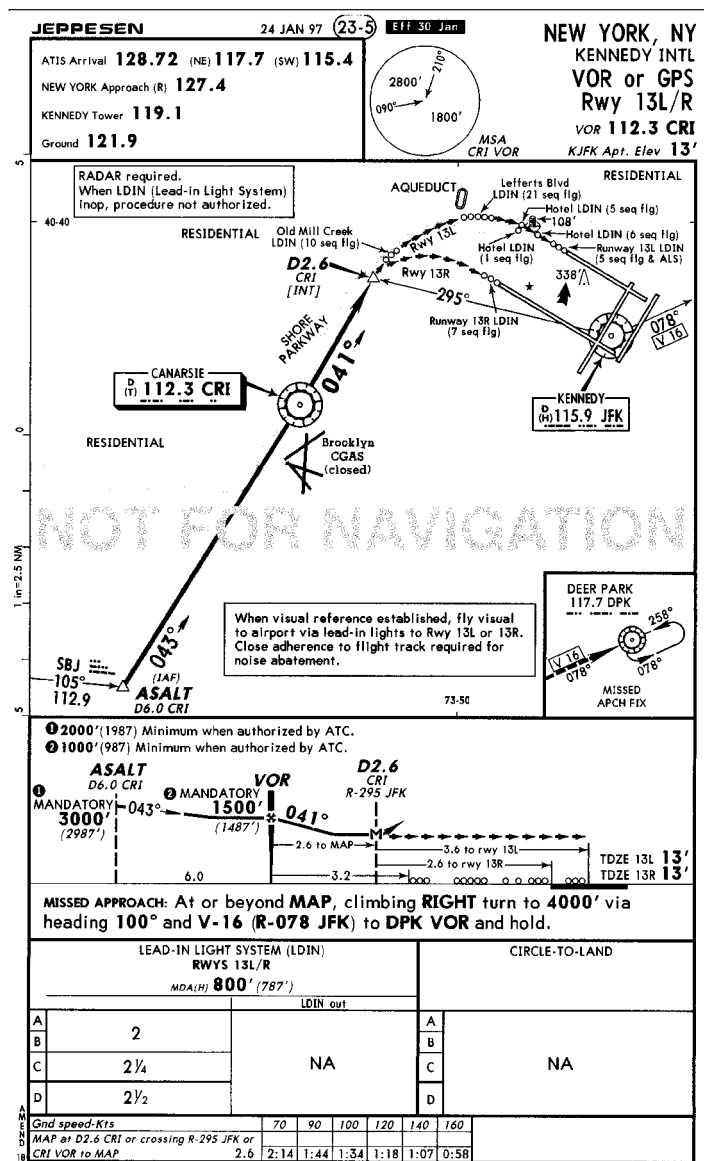 JEPPESEN
24 JAN 97
23-5
Eff 30 Jan
NEW YORK, NY
KENNEDY INTL
VOR or GPS
Rwy 13L/R
VOR 112.3 CRI
KJFK Apt. Elev 13'
ATIS Arrival 128.72 (NE) 117.7 (SW) 115.4
NEW YORK Approach (R) 127.4
KENNEDY Tower 119.1
Ground 121.9
2800'
210°
090°
1800'
MSA
CRI VOR
5
RADAR required.
When LDIN (Lead-in Light System)
inop, procedure not authorized.
RESIDENTIAL
AQUEDUCT
Lefferts Blvd
LDIN (21 seq flg)
Hotel LDIN (5 seq flg)
108'
40-40
RESIDENTIAL
Old Mill Creek
LDIN (10 seq flg)
Rwy 13L
Hotel LDIN (6 seq flg)
Hotel LDIN
(1 seq flg)
Runway 13L LDIN
(5 seq flg & ALS)
D2.6
CRI
[INT]
Rwy 13R
338'
295°
Runway 13R LDIN
(7 seq flg)
078°
V 16
SHORE
PARKWAY
041°
CANARSIE
D
(T) 112.3 CRI
KENNEDY
D
(H) 115.9 JFK
0
RESIDENTIAL
Brooklyn
CGAS
(closed)
NOT FOR NAVIGATION
1 in=2.5 NM
DEER PARK
117.7 DPK
258°
V 16
078°
078°
MISSED
APCH FIX
When visual reference established, fly visual
to airport via lead-in lights to Rwy 13L or 13R.
Close adherence to flight track required for
noise abatement.
043°
SBJ
105°
112.9
(IAF)
ASALT
D6.0 CRI
73-50
5
1 2000' (1987) Minimum when authorized by ATC.
2 1000' (987) Minimum when authorized by ATC.
ASALT
D6.0 CRI
VOR
D2.6
CRI
R-295 JFK
1
MANDATORY
3000'
(2987')
043°
2 MANDATORY
1500'
(1487')
041°
M
2.6 to MAP
3.6 to rwy 13L
2.6 to rwy 13R
6.0
3.2
TDZE 13L 13'
TDZE 13R 13'
MISSED APPROACH: At or beyond MAP, climbing RIGHT turn to 4000' via
heading 100° and V-16 (R-078 JFK) to DPK VOR and hold.
LEAD-IN LIGHT SYSTEM (LDIN)
RWYS 13L/R
MDA(H) 800' (787')
CIRCLE-TO-LAND
LDIN out
A
B
2
C
2 1/4
D
2 1/2
NA
A
B
C
D
NA
AMEND 18
Gnd speed-Kts 70 90 100 120 140 160
MAP at D2.6 CRI or crossing R-295 JFK or
CRI VOR to MAP 2.6 2:14 1:44 1:34 1:18 1:07 0:58